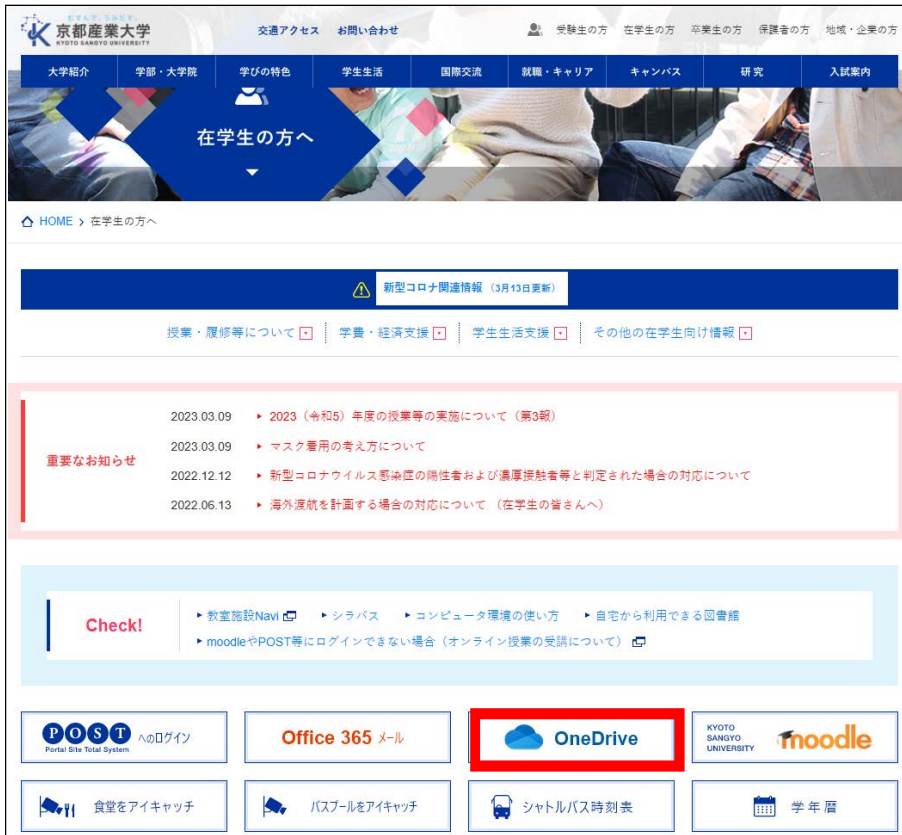 むすんで、うみだす。
京都産業大学
KYOTO SANGYO UNIVERSITY
交通アクセス お問い合わせ
受験生の方 在学生の方 卒業生の方 保護者の方 地域・企業の方
大学紹介 学部・大学院 学びの特色 学生生活 国際交流 就職・キャリア キャンパス 研究 入試案内
在学生の方へ
HOME > 在学生の方へ
新型コロナ関連情報 (3月13日更新)
授業・履修等について 学費・経済支援 学生生活支援 その他の在学生向け情報
重要なお知らせ
2023.03.09 2023(令和5)年度の授業等の実施について(第3報)
2023.03.09 マスク着用の考え方について
2022.12.12 新型コロナウイルス感染症の陽性者および濃厚接触者等と判定された場合の対応について
2022.06.13 海外渡航を計画する場合の対応について (在学生の皆さんへ)
Check!
教室施設Navi シラバス コンピュータ環境の使い方 自宅から利用できる図書館
moodleやPOST等にログインできない場合(オンライン授業の受講について)
POST へのログイン
Portal Site Total System
Office 365 メール
OneDrive
KYOTO
SANGYO
UNIVERSITY
moodle
食堂をアイキャッチ
バスプールをアイキャッチ
シャトルバス時刻表
学年暦